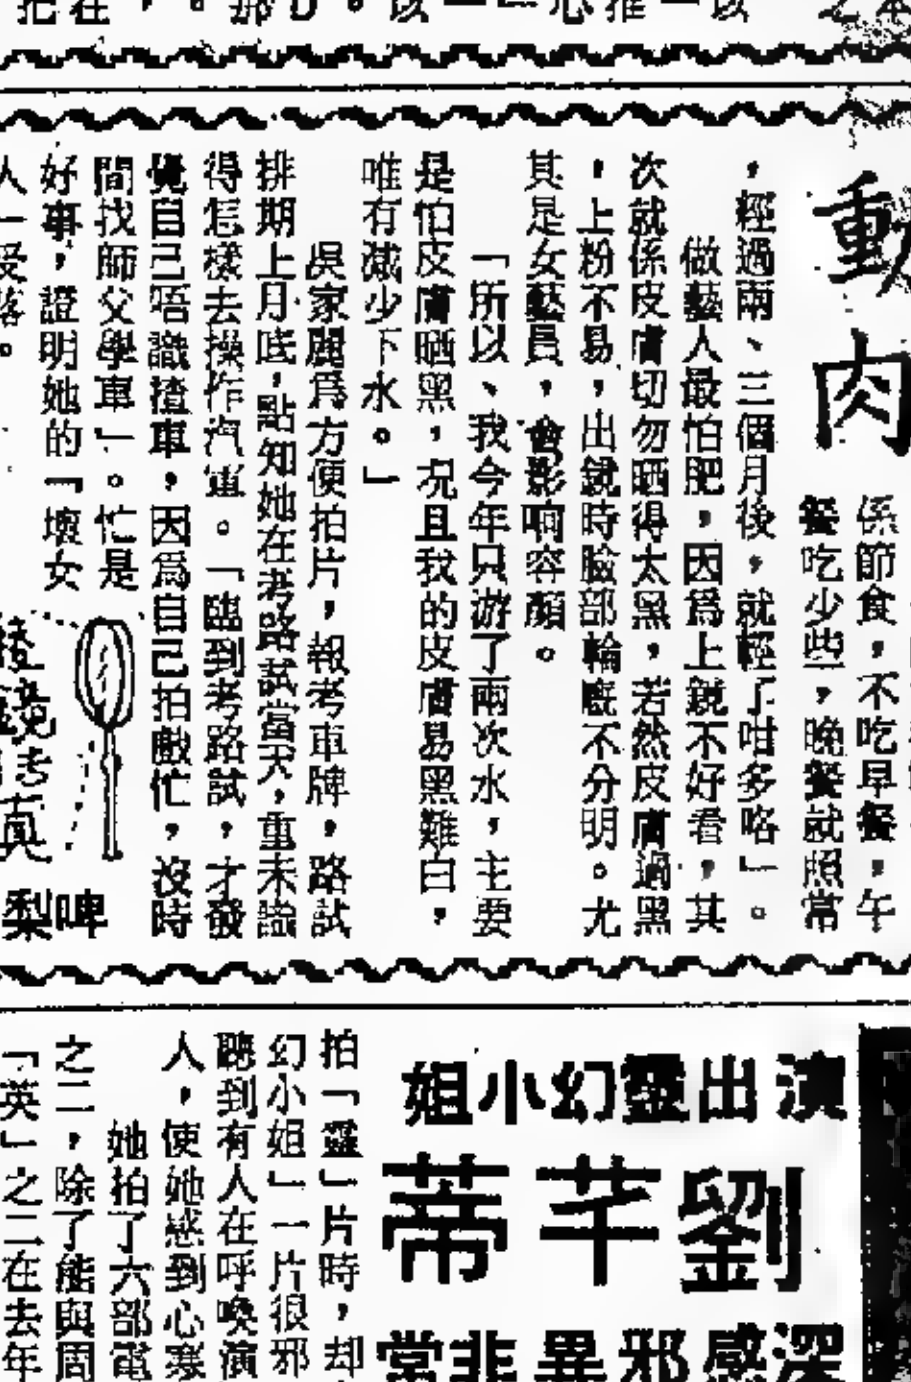 動肉
係節食，不吃早餐，午
餐吃少些，晚餐就照常
，經過兩、三個月後，就輕了咁多咯」。
做藝人最怕肥，因爲上鏡不好看，其
次就係皮膚切勿晒得太黑，若然皮膚過黑
，上粉不易，出鏡時臉部輪廓不分明。尤
其是女藝員，會影响容顏。
「所以、我今年只游了兩次水，主要
是怕皮膚晒黑，况且我的皮膚易黑難白，
唯有減少下水。」
吳家麗爲方便拍片，報考車牌，路試
排期上月底，點知她在考路試當天，重未識
得怎樣去操作汽車。「臨到考路試，才發
覺自己唔識揸車，因爲自己拍戲忙，沒時
間找師父學車」。忙是
好事，證明她的「壞女
人一受落。
啤梨
演出靈幻小姐
劉芊蒂
深感邪異非常
拍「靈」片時，却
幻小姐」一片很邪
聽到有人在呼喚演
人，使她感到心寒
她拍了六部電
之二，除了能與周
「英」之二在去年